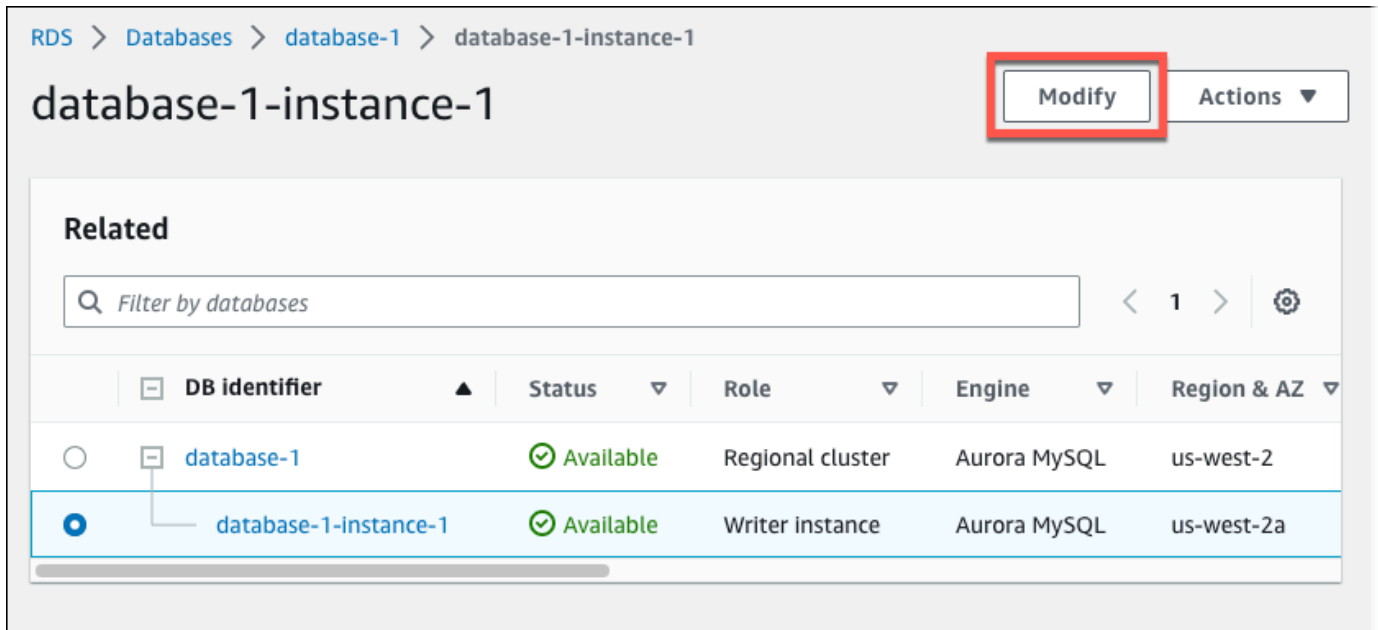 RDS > Databases > database-1 > database-1-instance-1
database-1-instance-1
Modify
Actions
Related
Filter by databases
1
DB identifier Status Role Engine Region & AZ
database-1 Available Regional cluster Aurora MySQL us-west-2
database-1-instance-1 Available Writer instance Aurora MySQL us-west-2a